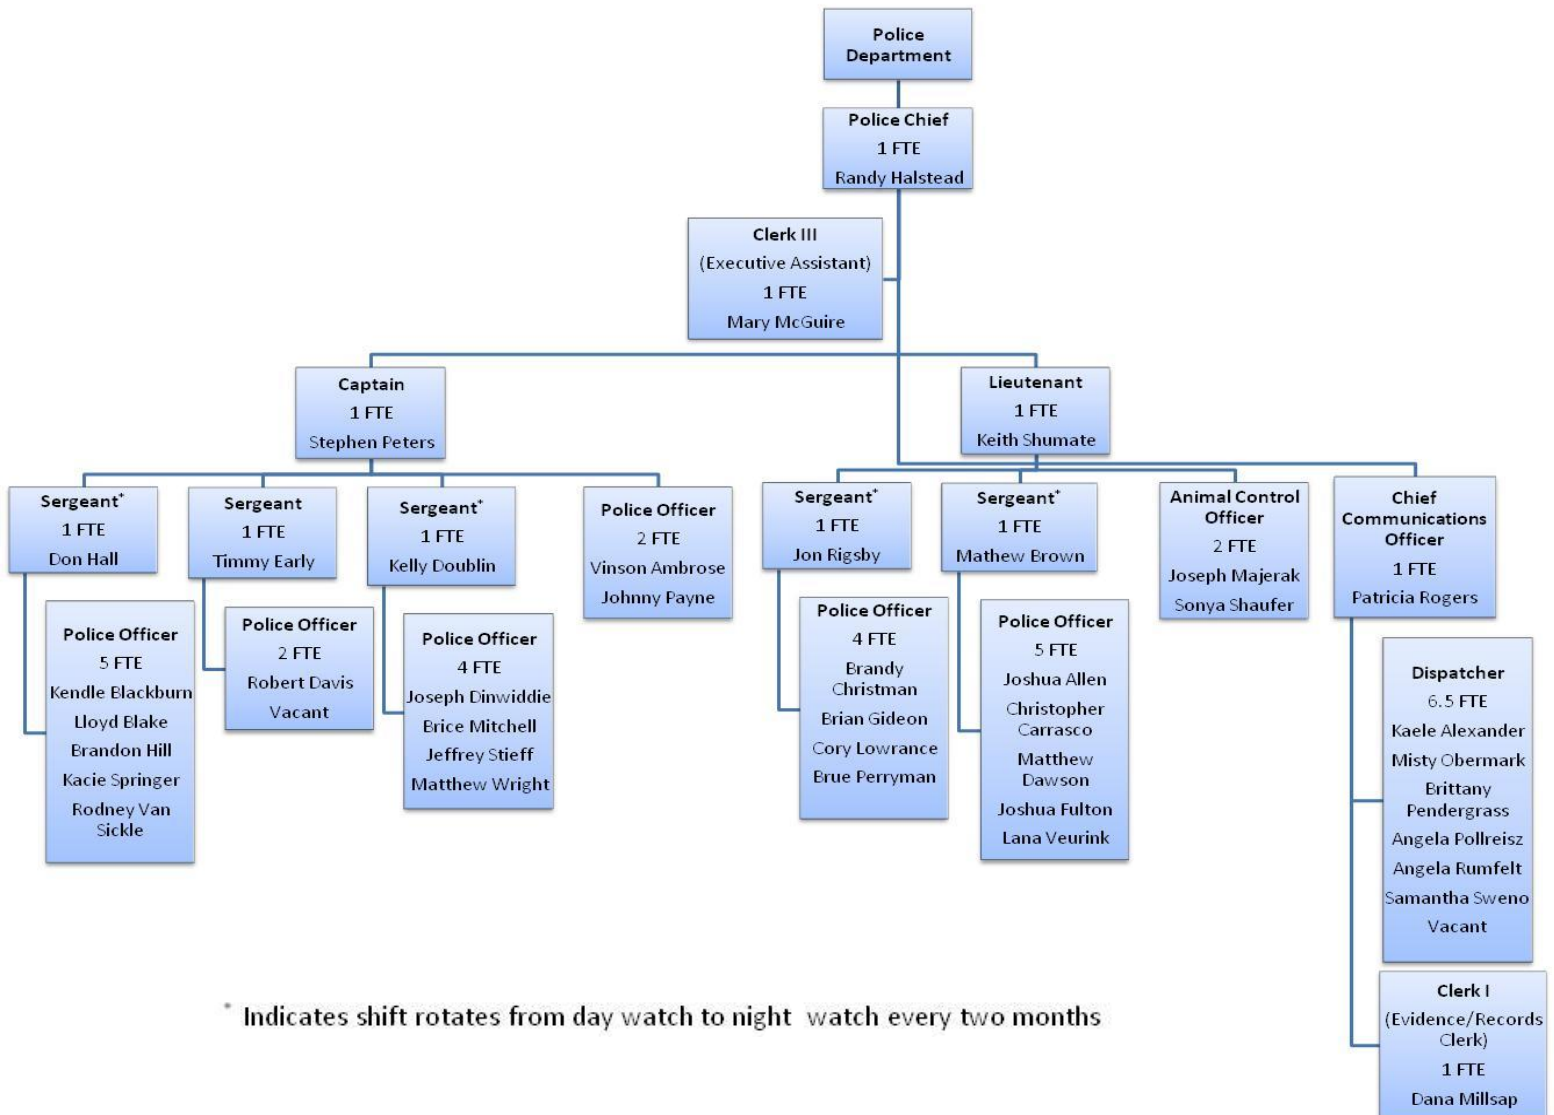 Police
Department
Police Chief
1 FTE
Randy Halstead
Clerk III
(Executive Assistant)
1 FTE
Mary McGuire
Captain
1 FTE
Stephen Peters
Lieutenant
1 FTE
Keith Shumate
Sergeant*
1 FTE
Don Hall
Police Officer
5 FTE
Kendle Blackburn
Lloyd Blake
Brandon Hill
Kacie Springer
Rodney Van
Sickle
Sergeant
1 FTE
Timmy Early
Police Officer
2 FTE
Robert Davis
Vacant
Sergeant*
1 FTE
Kelly Doublin
Police Officer
4 FTE
Joseph Dinwiddie
Brice Mitchell
Jeffrey Stieff
Matthew Wright
Police Officer
2 FTE
Vinson Ambrose
Johnny Payne
Sergeant*
1 FTE
Jon Rigsby
Police Officer
4 FTE
Brandy
Christman
Brian Gideon
Cory Lowrance
Brue Perryman
Sergeant*
1 FTE
Mathew Brown
Police Officer
5 FTE
Joshua Allen
Christopher
Carrasco
Matthew
Dawson
Joshua Fulton
Lana Veurink
Animal Control
Officer
2 FTE
Joseph Majerak
Sonya Shaufer
Chief
Communications
Officer
1 FTE
Patricia Rogers
Dispatcher
6.5 FTE
Kaele Alexander
Misty Obermark
Brittany
Pendergrass
Angela Pollreisz
Angela Rumfelt
Samantha Sweno
Vacant
Clerk I
(Evidence/Records
Clerk)
1 FTE
Dana Millsap
* Indicates shift rotates from day watch to night watch every two months